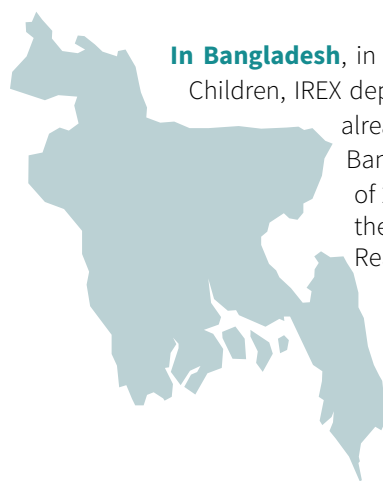 In Bangladesh, in
Children, IREX dep
alrea
Ban
of
the
Re